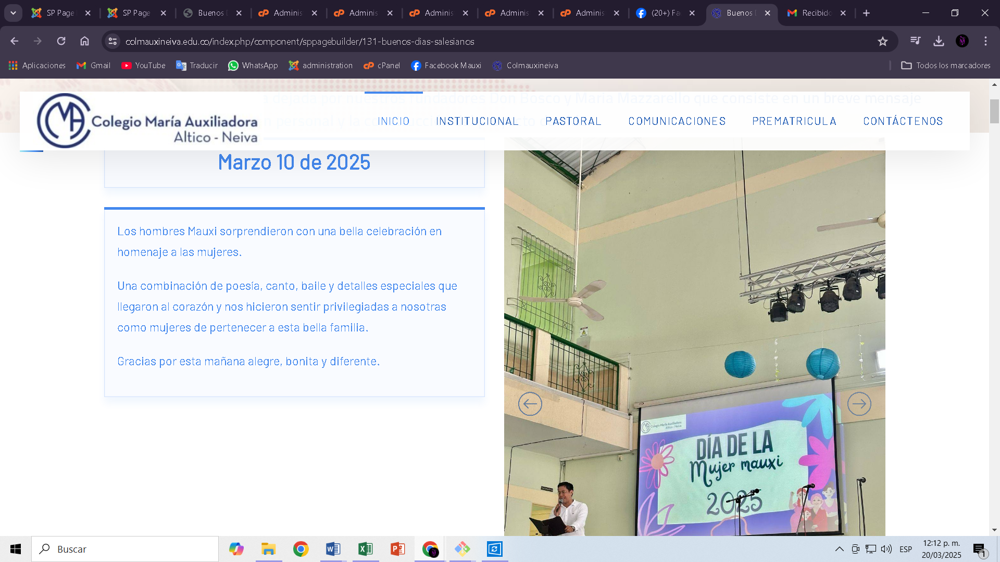 SP Page
SP Page
Buenos
Adminis
Adminis
Adminis
Adminis
Adminis
(20+) Fa
Buenos
Recibido
colmauxineiva.edu.co/index.php/component/sppagebuilder/131-buenos-dias-salesianos
Aplicaciones
Gmail
YouTube
Traducir
WhatsApp
administration
cPanel
Facebook Mauxi
Colmauxineiva
Todos los marcadores
a dejada por nuestros fundadores Don Bosco y María Mazzarello que consiste en un breve mensaje
Colegio María Auxiliadora
Altico - Neiva
INICIO
INSTITUCIONAL
PASTORAL
COMUNICACIONES
PREMATRICULA
CONTÁCTENOS
n personal y la
Marzo 10 de 2025
Los hombres Mauxi sorprendieron con una bella celebración en
homenaje a las mujeres.
Una combinación de poesía, canto, baile y detalles especiales que
llegaron al corazón y nos hicieron sentir privilegiadas a nosotras
como mujeres de pertenecer a esta bella familia.
Gracias por esta mañana alegre, bonita y diferente.
Colegio María Auxiliadora
Altico - Neiva
DÍA DE LA
Mujer mauxi
2025
SONIDO
Buscar
ESP
12:12 p. m.
20/03/2025
1